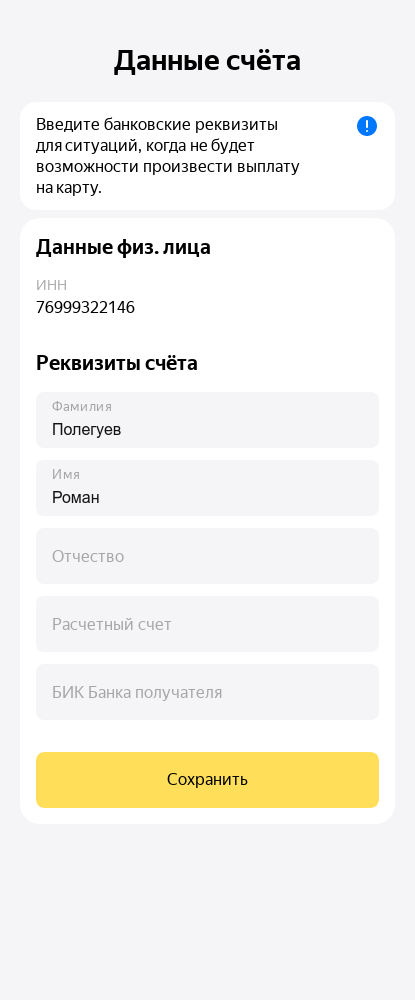 Данные счёта
Введите банковские реквизиты
для ситуаций, когда не будет
возможности произвести выплату
на карту.
Данные физ. лица
ИНН
76999322146
Реквизиты счёта
Фамилия
Полегуев
Имя
Роман
Отчество
Расчетный счет
БИК Банка получателя
Сохранить